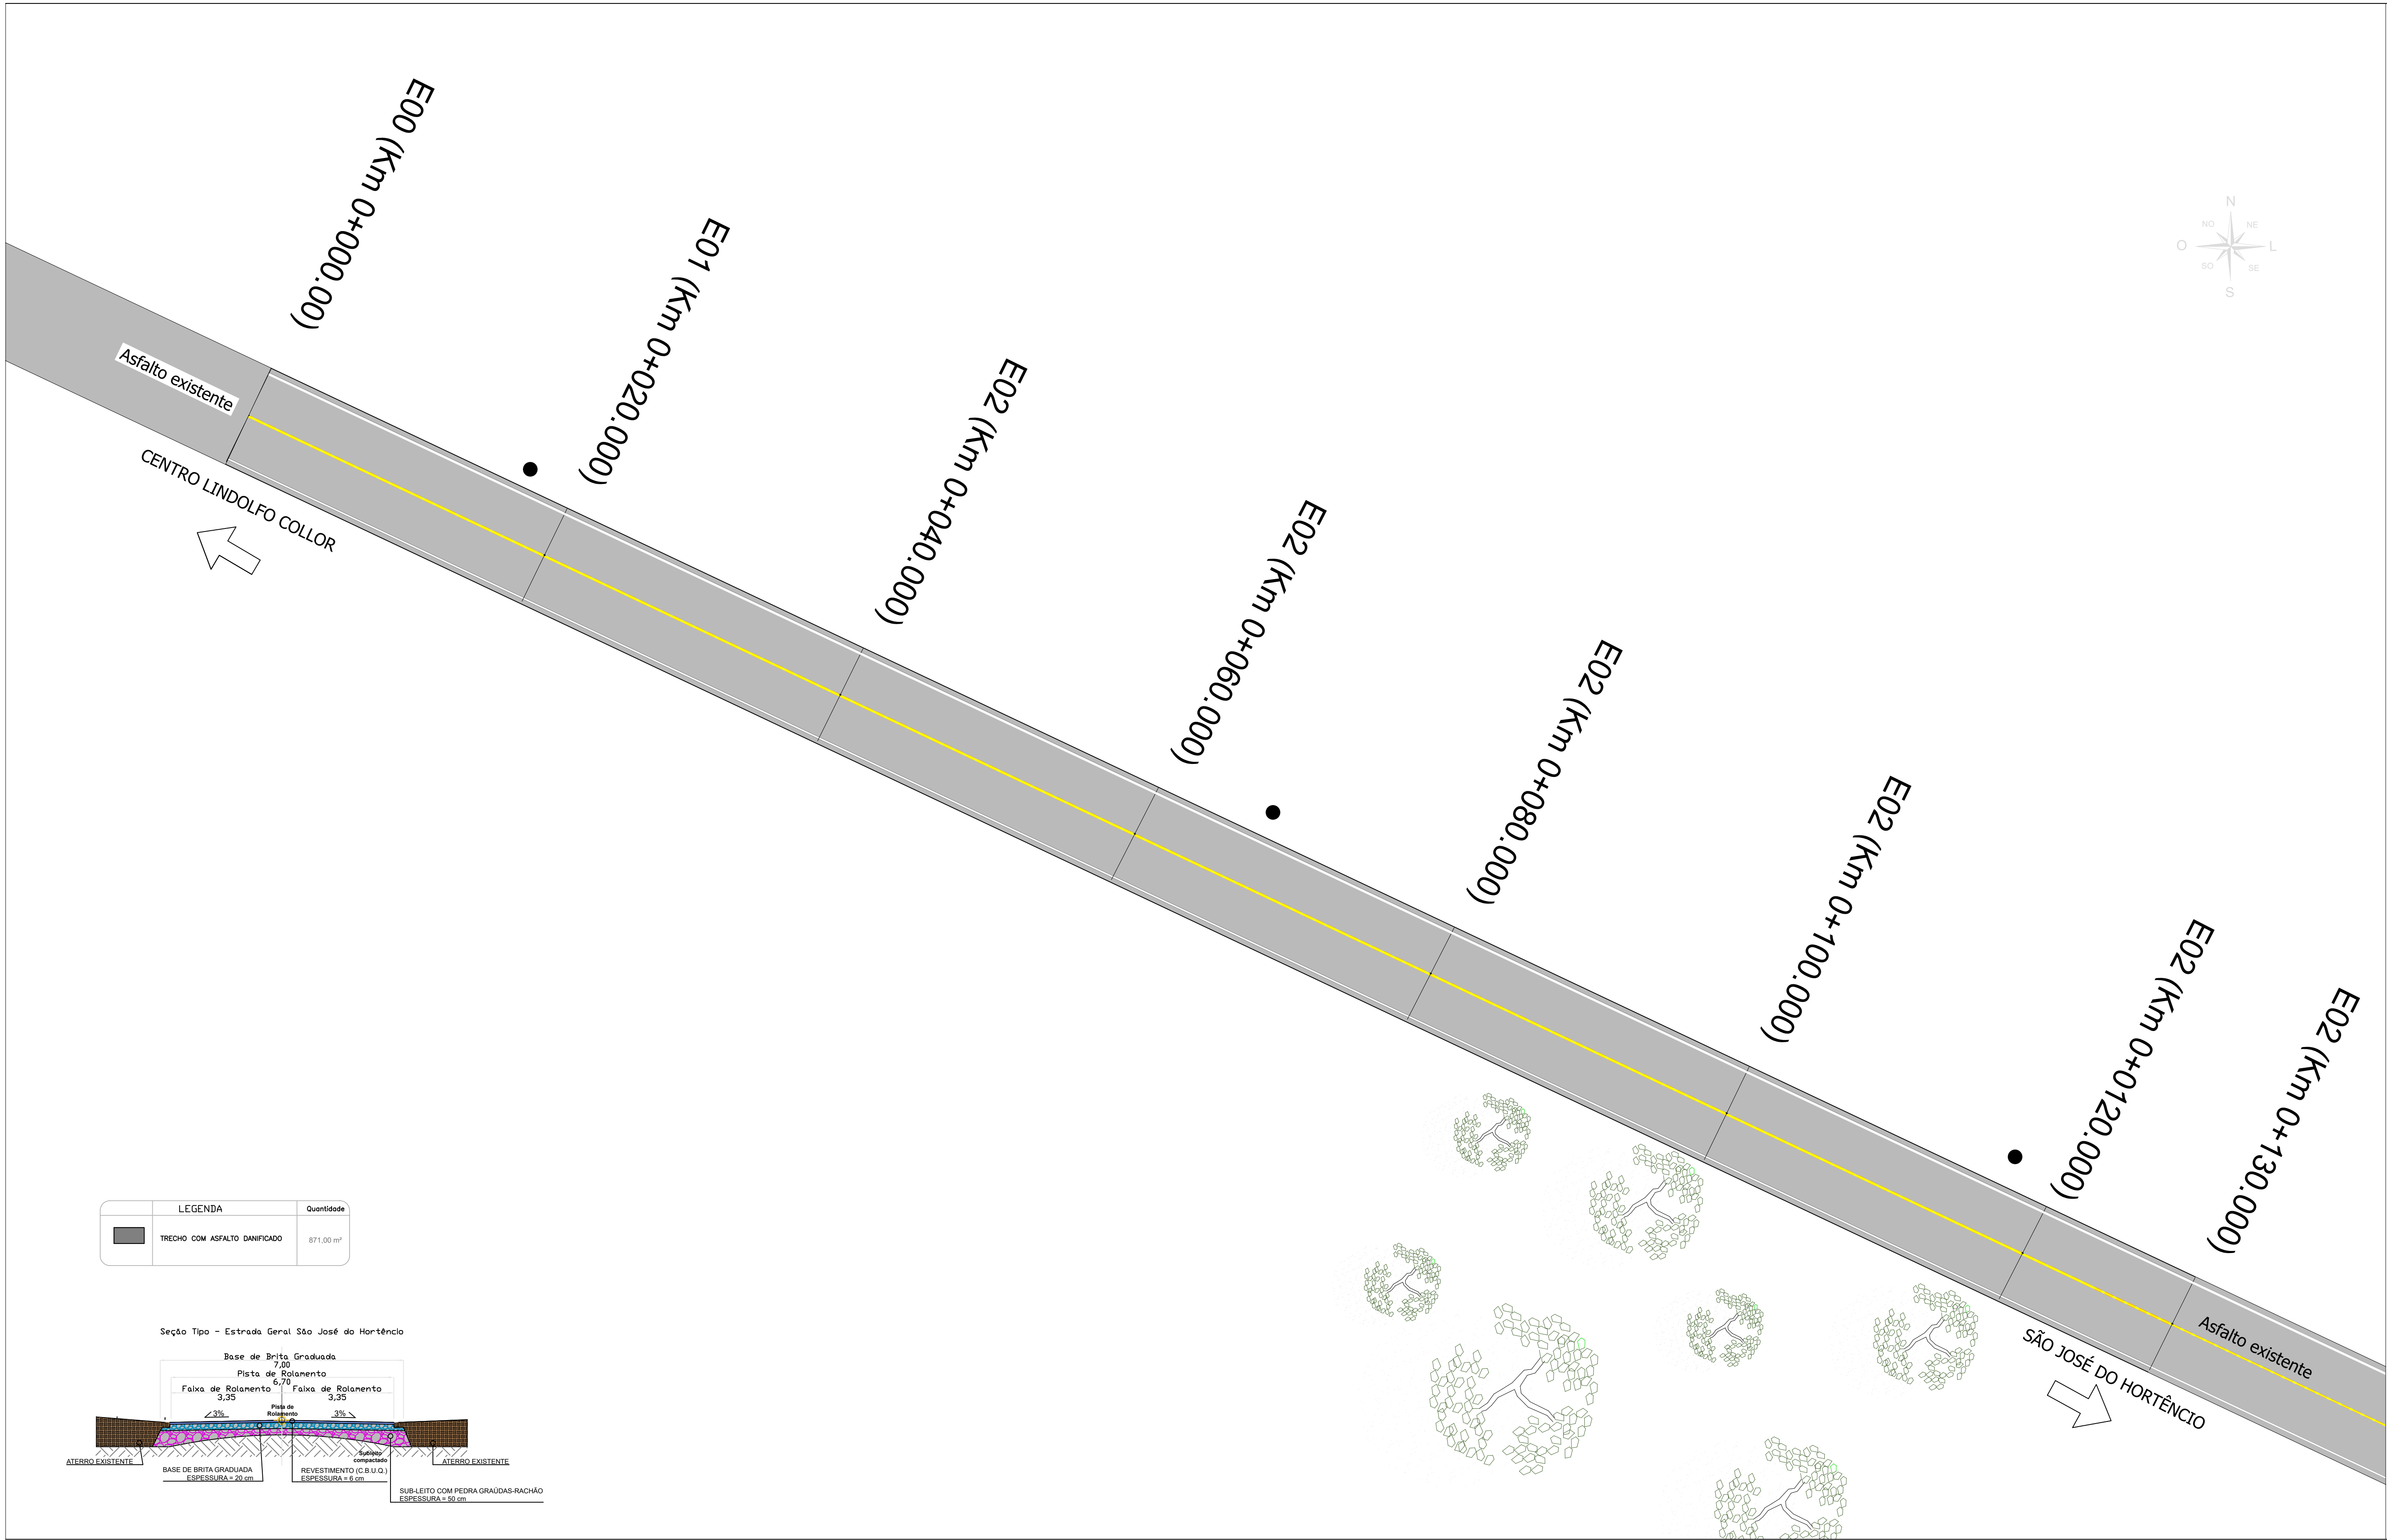 E00 (Km 0+000.00)
E01 (Km 0+020.000)
E02 (Km 0+040.000)
E02 (Km 0+060.000)
E02 (Km 0+080.000)
E02 (Km 0+100.000)
E02 (Km 0+0120.000)
E02 (Km 0+130.000)
N
NO
NE
O
L
SO
SE
S
Asfalto existente
CENTRO LINDOLFO COLLOR
Asfalto existente
SÃO JOSÉ DO HORTÊNCIO
LEGENDA
Quantidade
TRECHO COM ASFALTO DANIFICADO
871,00 m²
Seção Tipo - Estrada Geral São José do Hortêncio
Base de Brita Graduada
7,00
Pista de Rolamento
6,70
Faixa de Rolamento
Faixa de Rolamento
3,35
3,35
3%
Pista de
Rolamento
3%
Subleito
compactado
ATERRO EXISTENTE
ATERRO EXISTENTE
BASE DE BRITA GRADUADA
ESPESSURA = 20 cm
REVESTIMENTO (C.B.U.Q.)
ESPESSURA = 6 cm
SUB-LEITO COM PEDRA GRAÚDAS-RACHÃO
ESPESSURA = 50 cm